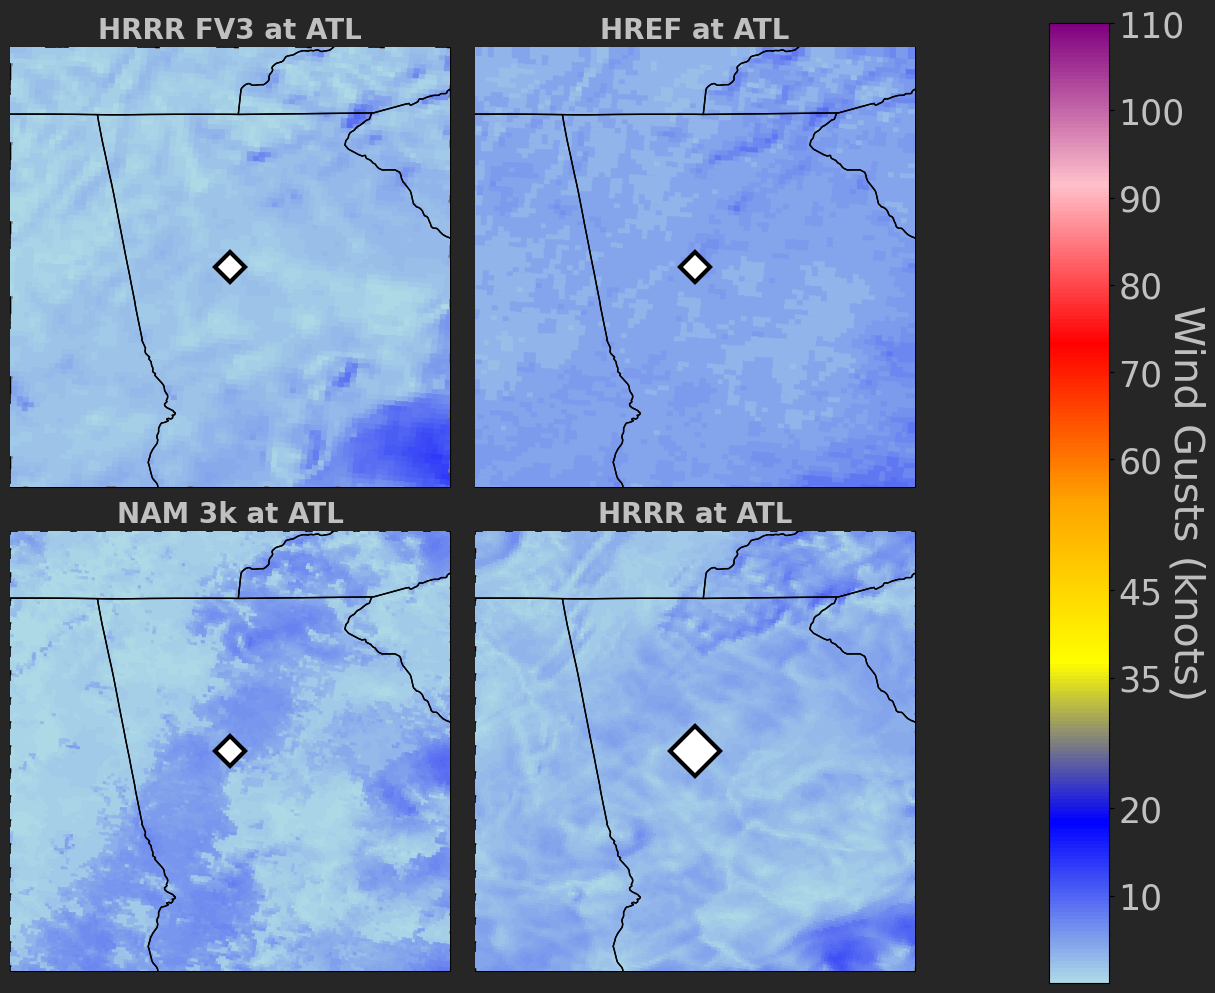 HRRR FV3 at ATL
HREF at ATL
NAM 3k at ATL
HRRR at ATL
110
100
90
80
70
60
45
35
20
10
Wind Gusts (knots)